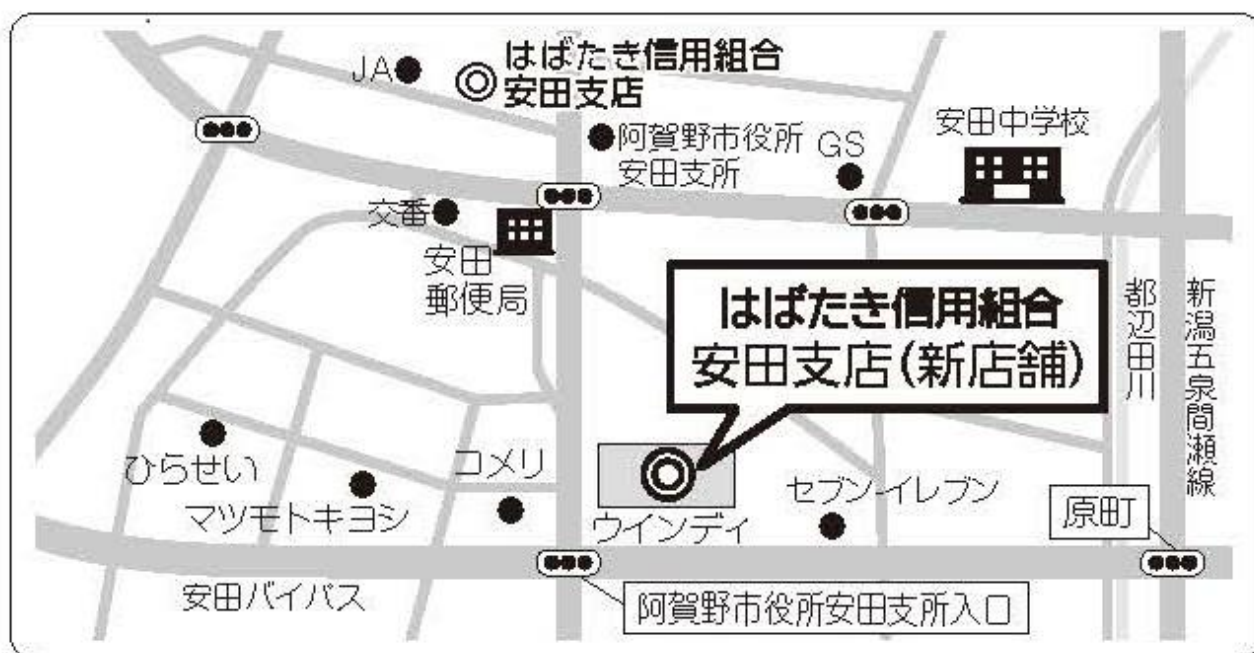 はばたき信用組合
安田支店
JA
阿賀野市役所
安田支所
GS
安田中学校
交番
安田
郵便局
はばたき信用組合
安田支店(新店舗)
都辺田川
新潟五泉間瀬線
ひらせい
マツモトキヨシ
コメリ
ウインディ
セブン-イレブン
原町
安田バイパス
阿賀野市役所安田支所入口